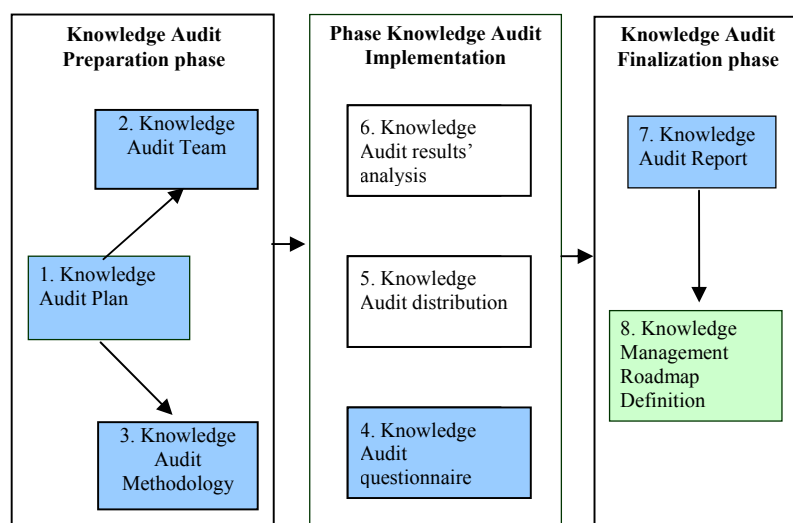 Knowledge Audit
Preparation phase
2. Knowledge
Audit Team
1. Knowledge
Audit Plan
3. Knowledge
Audit
Methodology
Phase Knowledge Audit
Implementation
6. Knowledge
Audit results’
analysis
5. Knowledge
Audit distribution
4. Knowledge
Audit
questionnaire
Knowledge Audit
Finalization phase
7. Knowledge
Audit Report
8. Knowledge
Management
Roadmap
Definition